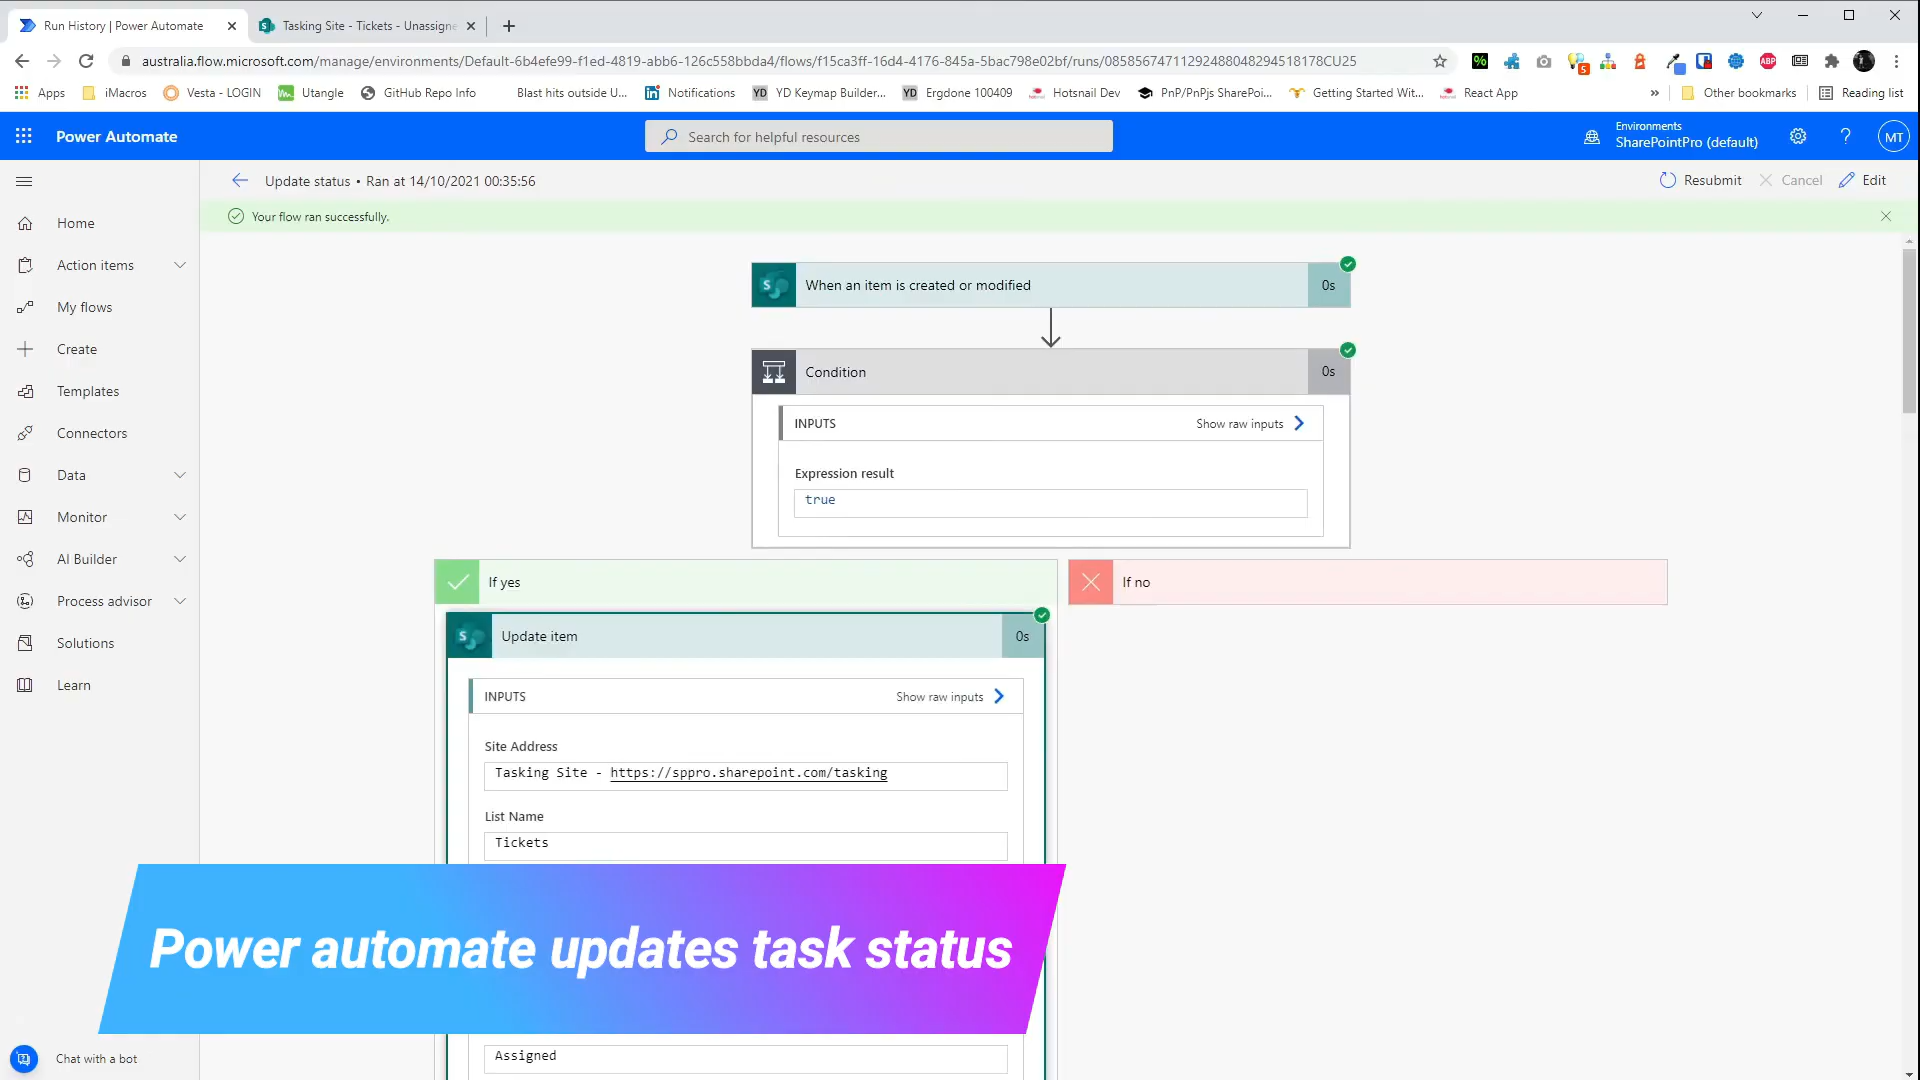 Run History | Power Automate
Tasking Site - Tickets - Unassigne
australia.flow.microsoft.com/manage/environments/Default-6b4efe99-f1ed-4819-abb6-126c558bbda4/flows/f15ca3ff-16d4-4176-845a-5bac798e02bf/runs/08585674711292488048294518178CU25
Apps
iMacros
Vesta - LOGIN
Utangle
GitHub Repo Info
Blast hits outside U...
Notifications
YD Keymap Builder...
Ergdone 100409
Hotsnail Dev
PnP/PnPjs SharePoi...
Getting Started Wit...
React App
»
Other bookmarks
Reading list
Power Automate
Search for helpful resources
Environments
SharePointPro (default)
?
MT
Update status • Ran at 14/10/2021 00:35:56
Resubmit
Cancel
Edit
Your flow ran successfully.
Home
Action items
My flows
Create
Templates
Connectors
Data
Monitor
AI Builder
Process advisor
Solutions
Learn
Chat with a bot
When an item is created or modified
0s
Condition
0s
INPUTS
Show raw inputs
Expression result
true
If yes
If no
Update item
0s
INPUTS
Show raw inputs
Site Address
Tasking Site - https://sppro.sharepoint.com/tasking
List Name
Tickets
Power automate updates task status
Assigned